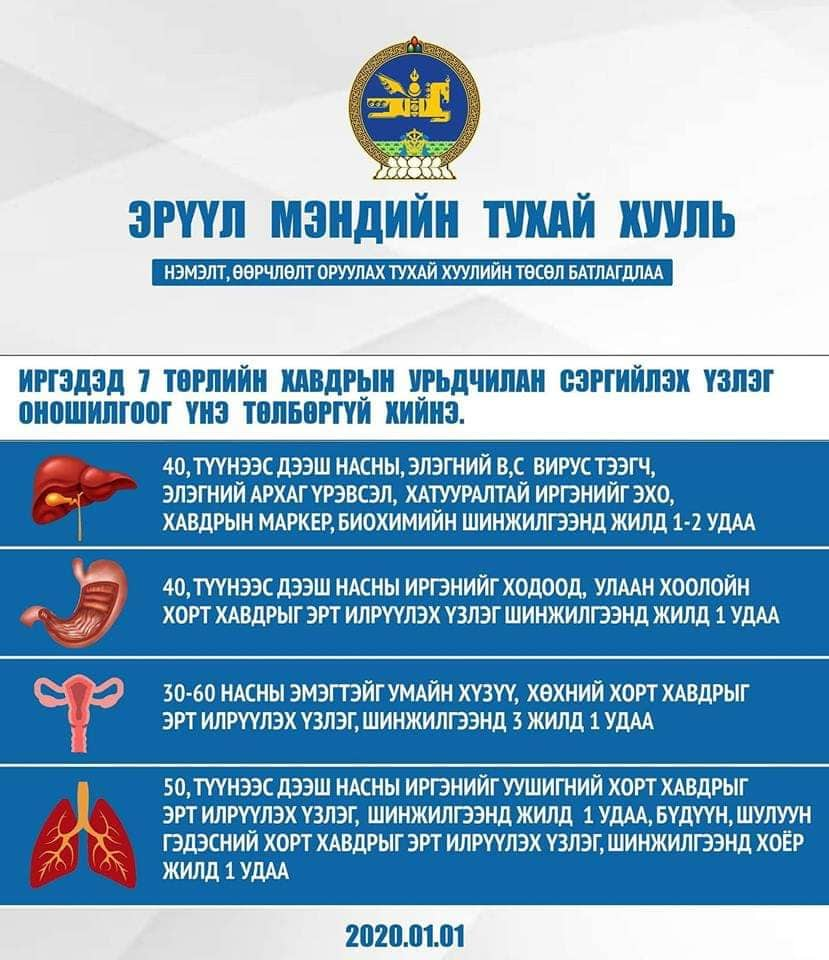 ЭРҮҮЛ МЭНДИЙН ТУХАЙ ХУУЛЬ
НЭМЭЛТ, ӨӨРЧЛӨЛТ ОРУУЛАХ ТУХАЙ ХУУЛИЙН ТӨСӨЛ БАТЛАГДЛАА
ИРГЭДЭД 7 ТӨРЛИЙН ХАВДРЫН УРЬДЧИЛАН СЭРГИЙЛЭХ ҮЗЛЭГ
ОНОШИЛГООГ ҮНЭ ТӨЛБӨРГҮЙ ХИЙНЭ.
40, ТҮҮНЭЭС ДЭЭШ НАСНЫ, ЭЛЭГНИЙ B,C ВИРУС ТЭЭГЧ,
ЭЛЭГНИЙ АРХАГ ҮРЭВСЭЛ, ХАТУУРАЛТАЙ ИРГЭНИЙГ ЭХО,
ХАВДРЫН МАРКЕР, БИОХИМИЙН ШИНЖИЛГЭЭНД ЖИЛД 1-2 УДАА
40, ТҮҮНЭЭС ДЭЭШ НАСНЫ ИРГЭНИЙГ ХОДООД, УЛААН ХООЛОЙН
ХОРТ ХАВДРЫГ ЭРТ ИЛРҮҮЛЭХ ҮЗЛЭГ ШИНЖИЛГЭЭНД ЖИЛД 1 УДАА
30-60 НАСНЫ ЭМЭГТЭЙГ УМАЙН ХҮЗҮҮ, ХӨХНИЙ ХОРТ ХАВДРЫГ
ЭРТ ИЛРҮҮЛЭХ ҮЗЛЭГ, ШИНЖИЛГЭЭНД 3 ЖИЛД 1 УДАА
50, ТҮҮНЭЭС ДЭЭШ НАСНЫ ИРГЭНИЙГ УУШИГНИЙ ХОРТ ХАВДРЫГ
ЭРТ ИЛРҮҮЛЭХ ҮЗЛЭГ, ШИНЖИЛГЭЭНД ЖИЛД 1 УДАА, БҮДҮҮН, ШУЛУУН
ГЭДЭСНИЙ ХОРТ ХАВДРЫГ ЭРТ ИЛРҮҮЛЭХ ҮЗЛЭГ, ШИНЖИЛГЭЭНД ХОЁР
ЖИЛД 1 УДАА
2020.01.01